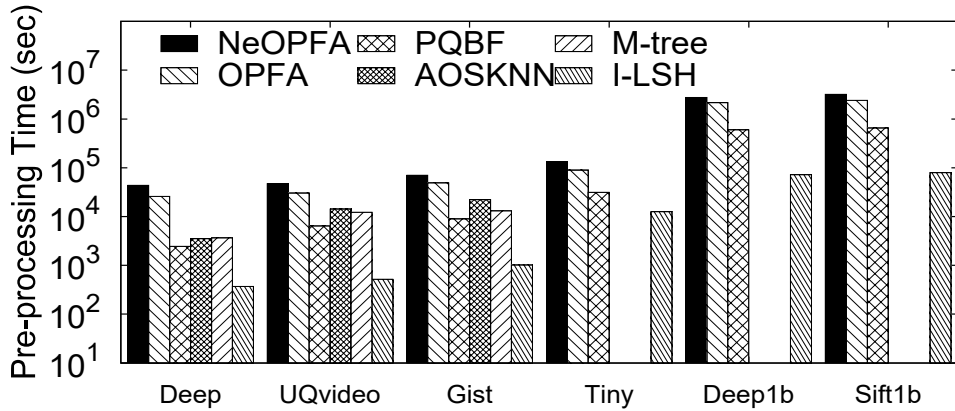 Pre-processing Time (sec)
NeOPFA PQBF M-tree
OPFA AOSKNN I-LSH
10^7
10^6
10^5
10^4
10^3
10^2
10^1
Deep UQvideo Gist Tiny Deep1b Sift1b